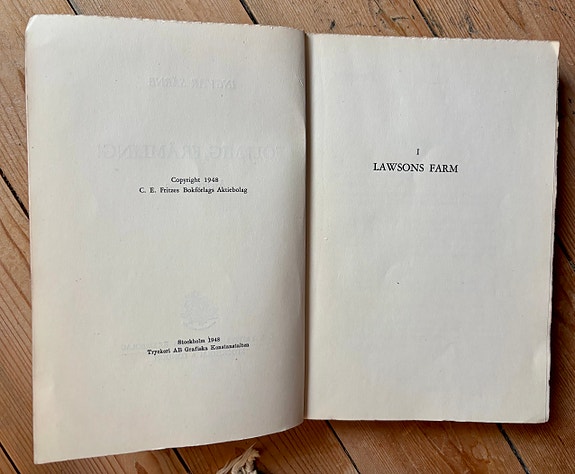 Copyright 1948
C. E. Fritzes Bokförlags Aktiebolag
Stockholm 1948
Tryckeri AB Grafiska Konstanstalten
I
LAWSONS FARM